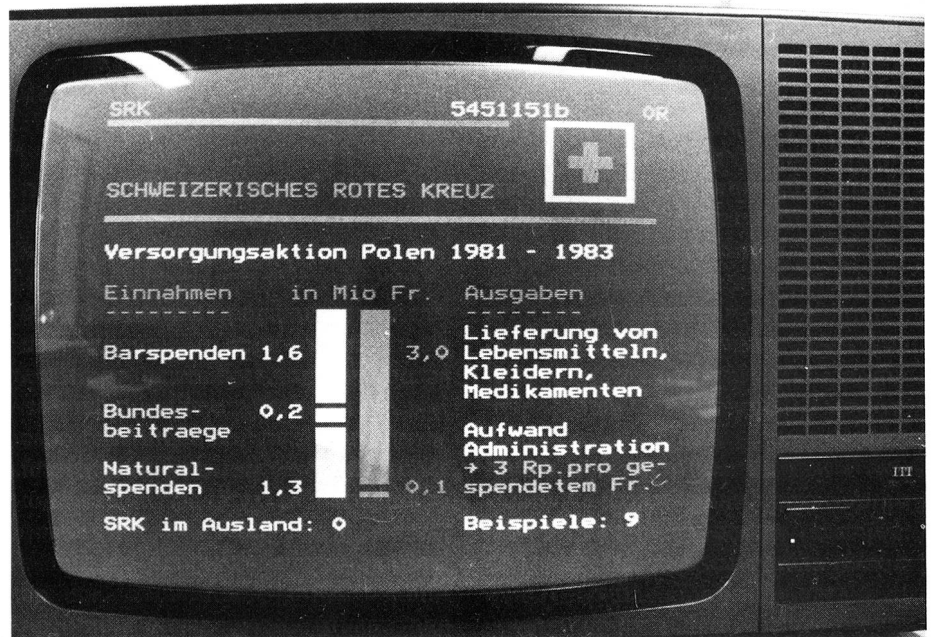 SRK 5451151b 0R
SCHWEIZERISCHES ROTES KREUZ
Versorgungsaktion Polen 1981 - 1983
Einnahmen in Mio Fr. Ausgaben
Barspenden 1,6 3,0 Lieferung von
Lebensmitteln,
Kleidern,
Medikamenten
Bundes-
beitraege 0,2
Aufwand
Administration
→ 3 Rp.pro ge-
spendetem Fr.
Natural-
spenden 1,3 0,1
SRK im Ausland: 0 Beispiele: 9
ITT